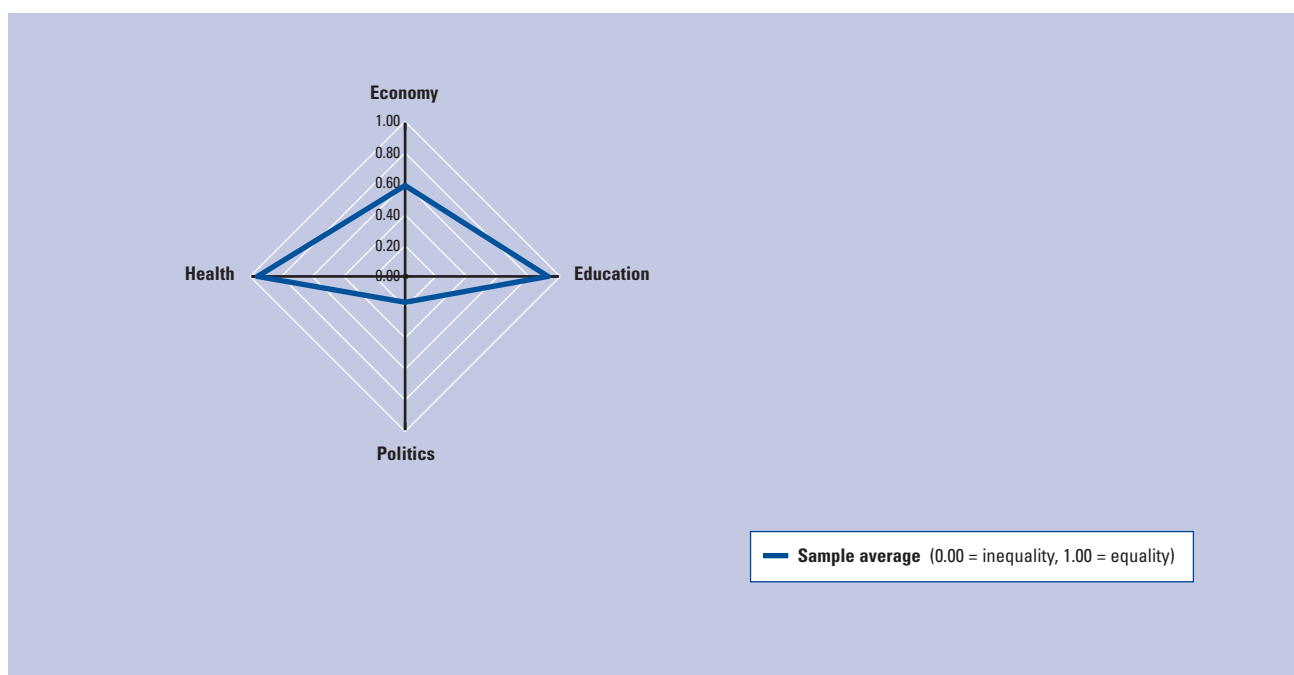 Economy
1.00
0.80
0.60
0.40
0.20
0.00
Health
Education
Politics
Sample average (0.00 = inequality, 1.00 = equality)